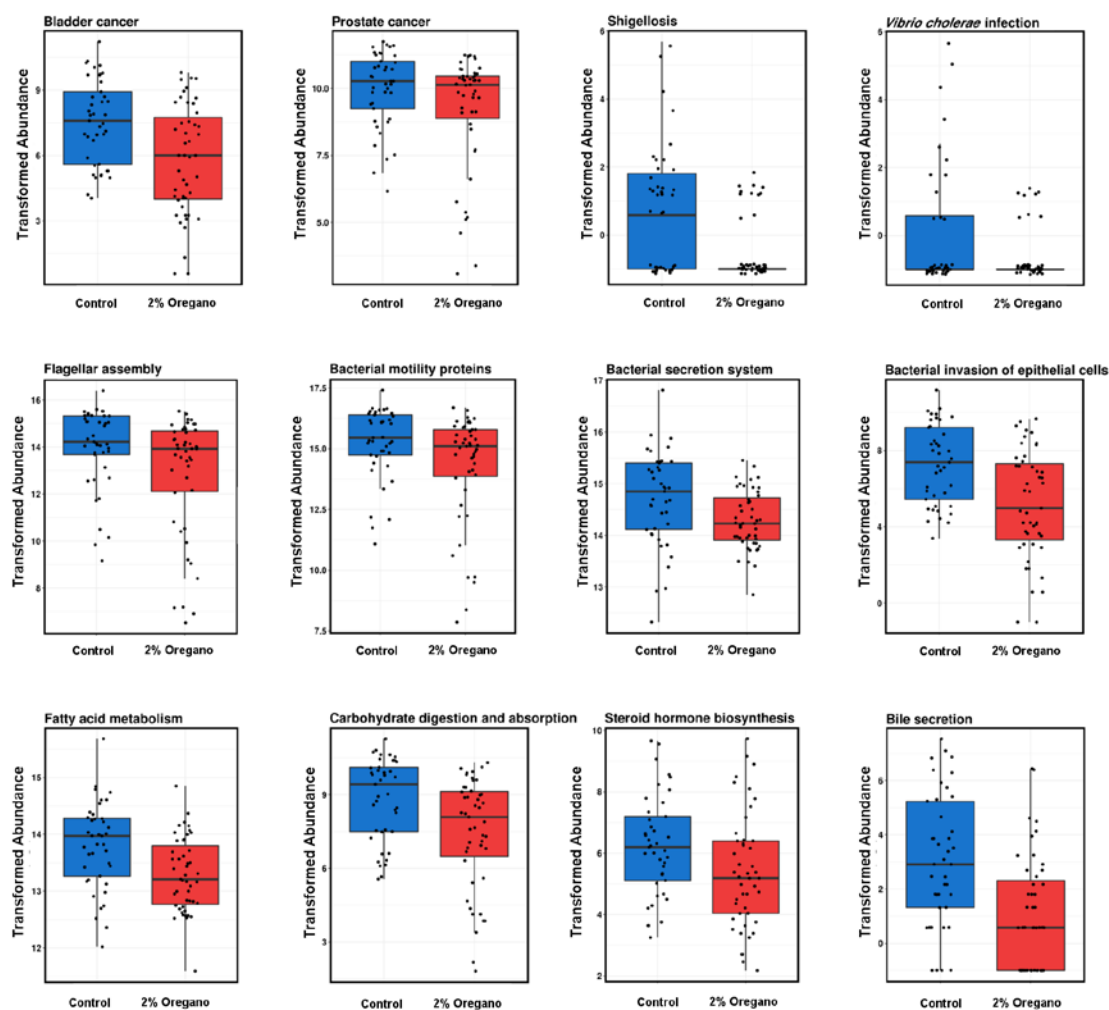 Bladder cancer
Transformed Abundance
9
6
3
Control 2% Oregano
Prostate cancer
Transformed Abundance
10.0
7.5
5.0
Control 2% Oregano
Shigellosis
Transformed Abundance
6
4
2
0
Control 2% Oregano
Vibrio cholerae infection
Transformed Abundance
6
4
2
0
Control 2% Oregano
Flagellar assembly
Transformed Abundance
16
14
12
10
8
Control 2% Oregano
Bacterial motility proteins
Transformed Abundance
17.5
15.0
12.5
10.0
7.5
Control 2% Oregano
Bacterial secretion system
Transformed Abundance
17
16
15
14
13
Control 2% Oregano
Bacterial invasion of epithelial cells
Transformed Abundance
8
4
0
Control 2% Oregano
Fatty acid metabolism
Transformed Abundance
15
14
13
12
Control 2% Oregano
Carbohydrate digestion and absorption
Transformed Abundance
9
6
3
Control 2% Oregano
Steroid hormone biosynthesis
Transformed Abundance
10
8
6
4
2
Control 2% Oregano
Bile secretion
Transformed Abundance
6
4
2
0
Control 2% Oregano